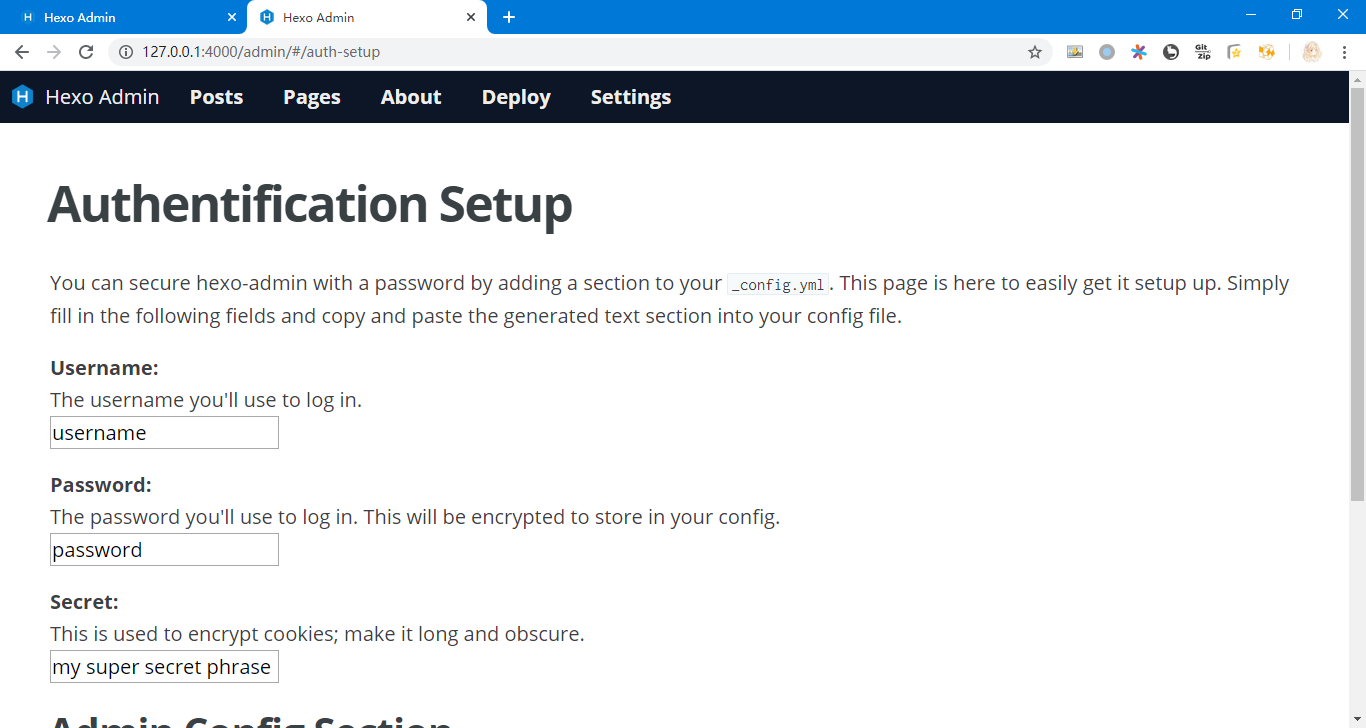 Hexo Admin
Hexo Admin
127.0.0.1:4000/admin/#/auth-setup
Git
zip
Hexo Admin Posts Pages About Deploy Settings
Authentification Setup
You can secure hexo-admin with a password by adding a section to your _config.yml. This page is here to easily get it setup up. Simply
fill in the following fields and copy and paste the generated text section into your config file.
Username:
The username you'll use to log in.
username
Password:
The password you'll use to log in. This will be encrypted to store in your config.
password
Secret:
This is used to encrypt cookies; make it long and obscure.
my super secret phrase
Admin Config Section